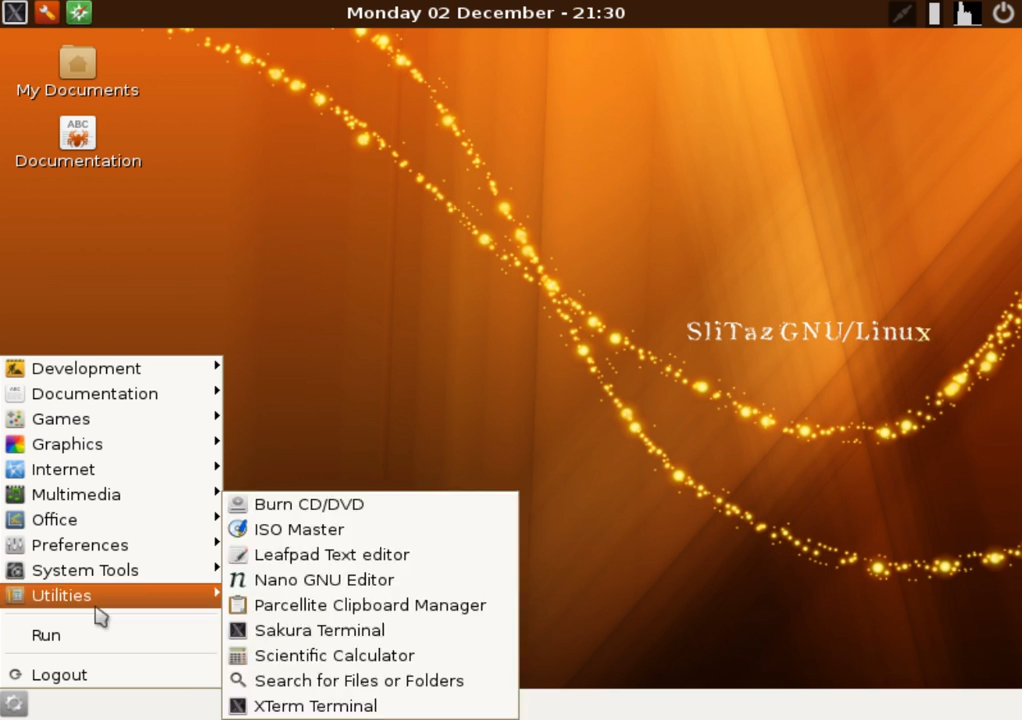 Monday 02 December - 21:30
My Documents
ABC
Documentation
SliTaz GNU/Linux
Development
Documentation
Games
Graphics
Internet
Multimedia
Office
Preferences
System Tools
Utilities
Run
Logout
Burn CD/DVD
ISO Master
Leafpad Text editor
Nano GNU Editor
Parcellite Clipboard Manager
Sakura Terminal
Scientific Calculator
Search for Files or Folders
XTerm Terminal